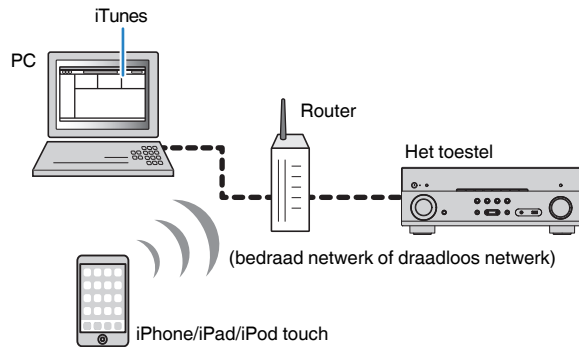 iTunes
PC
Router
Het toestel
(bedraad netwerk of draadloos netwerk)
iPhone/iPad/iPod touch